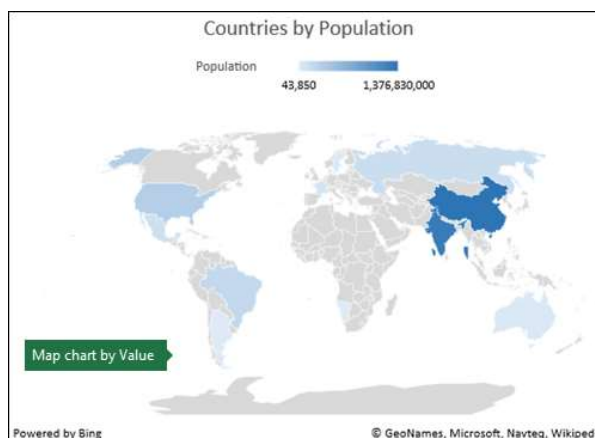 Countries by Population
Population
43,850 1,376,830,000
Map chart by Value
Powered by Bing © GeoNames, Microsoft, Navteq, Wikiped